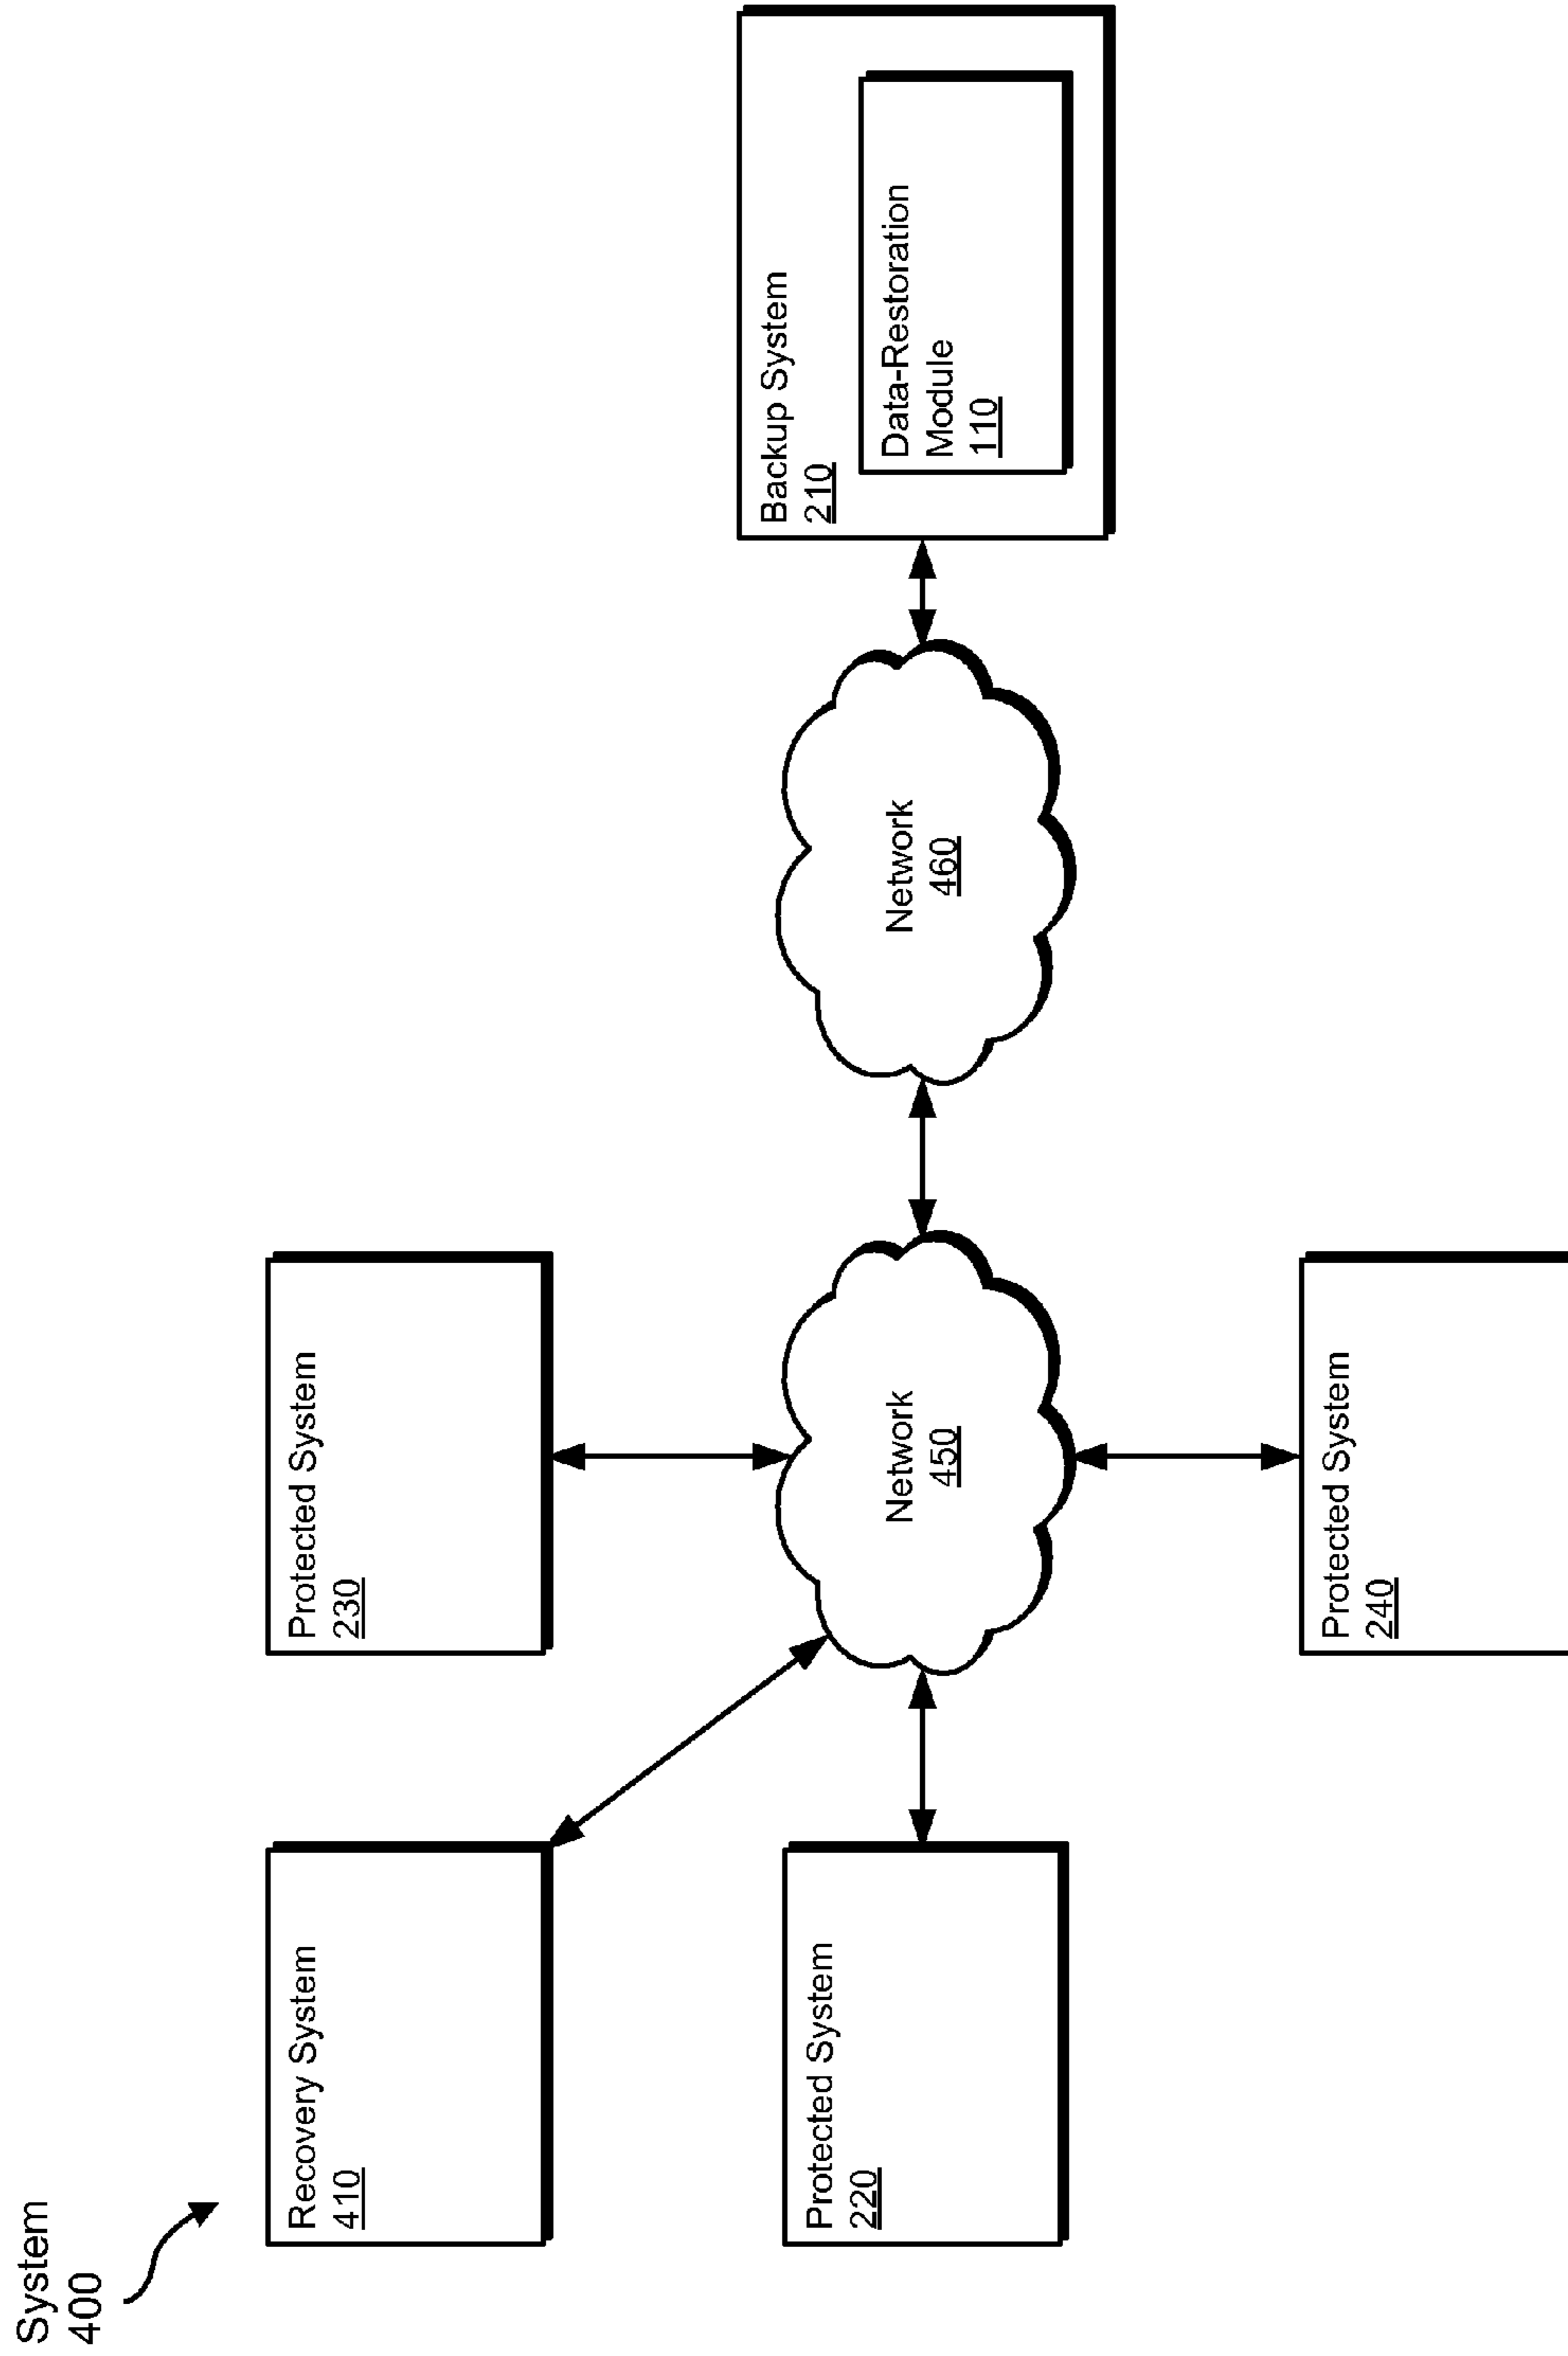 System
400
Recovery System
410
Protected System
230
Protected System
220
Network
450
Network
460
Backup System
210
Data-Restoration
Module
110
Protected System
240